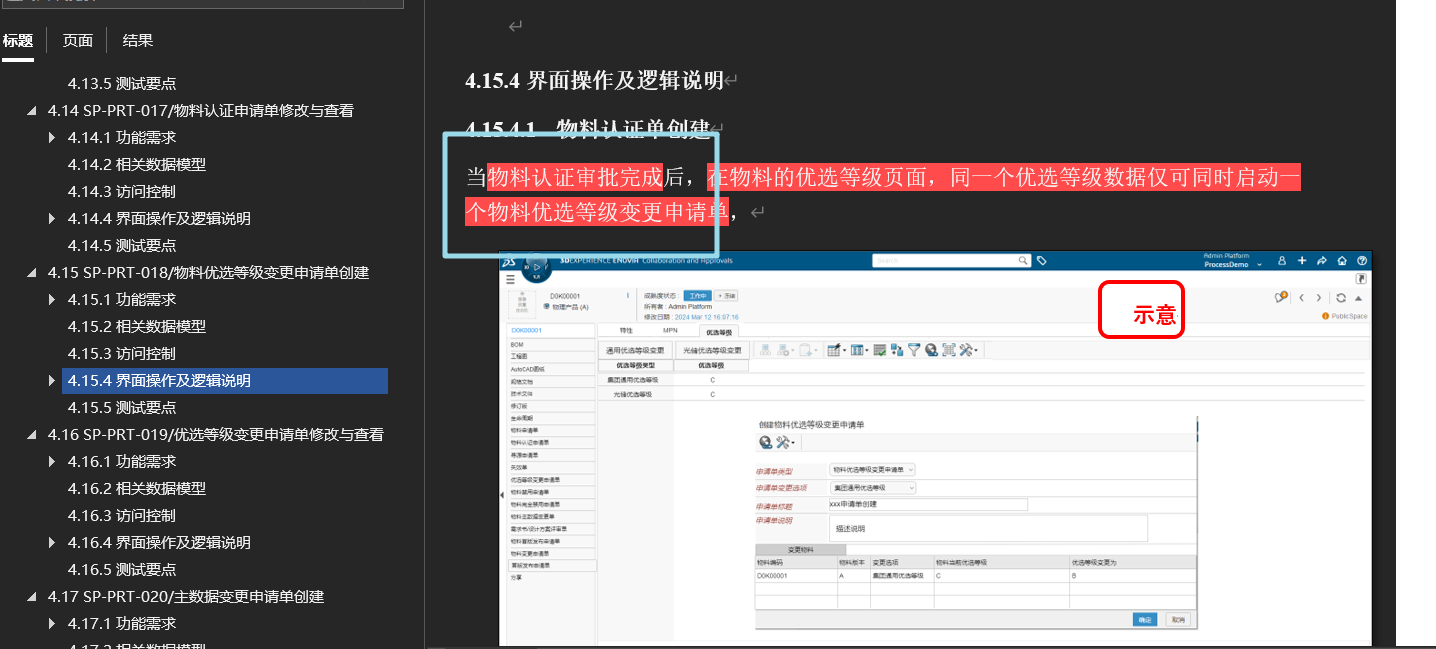 标题
页面
结果
4.13.5 测试要点
4.14 SP-PRT-017/物料认证申请单修改与查看
4.14.1 功能需求
4.14.2 相关数据模型
4.14.3 访问控制
4.14.4 界面操作及逻辑说明
4.14.5 测试要点
4.15 SP-PRT-018/物料优选等级变更申请单创建
4.15.1 功能需求
4.15.2 相关数据模型
4.15.3 访问控制
4.15.4 界面操作及逻辑说明
4.15.5 测试要点
4.16 SP-PRT-019/优选等级变更申请单修改与查看
4.16.1 功能需求
4.16.2 相关数据模型
4.16.3 访问控制
4.16.4 界面操作及逻辑说明
4.16.5 测试要点
4.17 SP-PRT-020/主数据变更申请单创建
4.17.1 功能需求
4.17.2 相关数据模型
4.15.4 界面操作及逻辑说明
4.15.4.1 物料认证单创建
当物料认证审批完成后，在物料的优选等级页面，同一个优选等级数据仅可同时启动一
个物料优选等级变更申请单，
3DEXPERIENCE ENOVIA Collaboration and Approvals
Search
Admin Platform
ProcessDemo
D0K00001
物理产品 (A)
成熟度状态: 工作中 冻结
所有者: Admin Platform
修改日期: 2024 Mar 12 16:07:16
示意
PublicSpace
D0K00001
特性
MPN
优选等级
BOM
工程图
AutoCAD图纸
规格文档
技术文件
修订版
生命周期
物料申请单
物料认证申请单
寻源申请单
失效单
优选等级变更申请单
物料禁用申请单
物料完全禁用申请单
物料主数据变更单
需求书/设计方案评审单
物料着版发布申请单
物料变更申请单
算版发布申请单
分享
通用优选等级变更
光储优选等级变更
优选等级类型
优选等级
集团通用优选等级
C
光储优选等级
C
创建物料优选等级变更申请单
申请单类型
物料优选等级变更申请单
申请单变更选项
集团通用优选等级
申请单标题
xxx申请单创建
申请单说明
描述说明
变更物料
物料编码
物料版本
变更选项
物料当前优选等级
优选等级变更为
D0K00001
A
集团通用优选等级
C
B
确定
取消